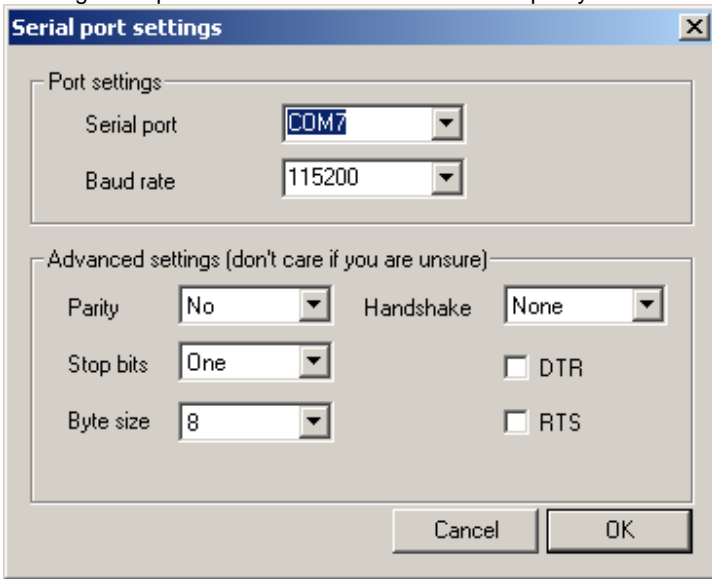 Serial port settings
Port settings
Serial port COM7
Baud rate 115200
Advanced settings (don't care if you are unsure)
Parity No Handshake None
Stop bits One DTR
Byte size 8 RTS
Cancel OK